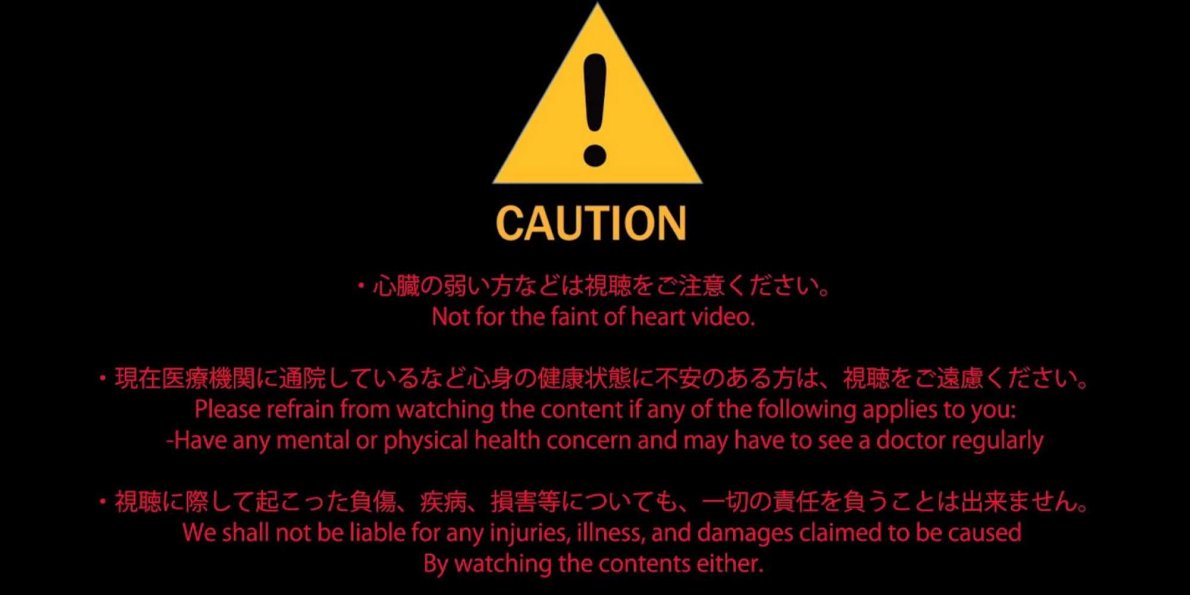 CAUTION
・心臓の弱い方などは視聴をご注意ください。
Not for the faint of heart video.
・現在医療機関に通院しているなど心身の健康状態に不安のある方は、視聴をご遠慮ください。
Please refrain from watching the content if any of the following applies to you:
-Have any mental or physical health concern and may have to see a doctor regularly
・視聴に際して起こった負傷、疾病、損害等についても、一切の責任を負うことは出来ません。
We shall not be liable for any injuries, illness, and damages claimed to be caused
By watching the contents either.